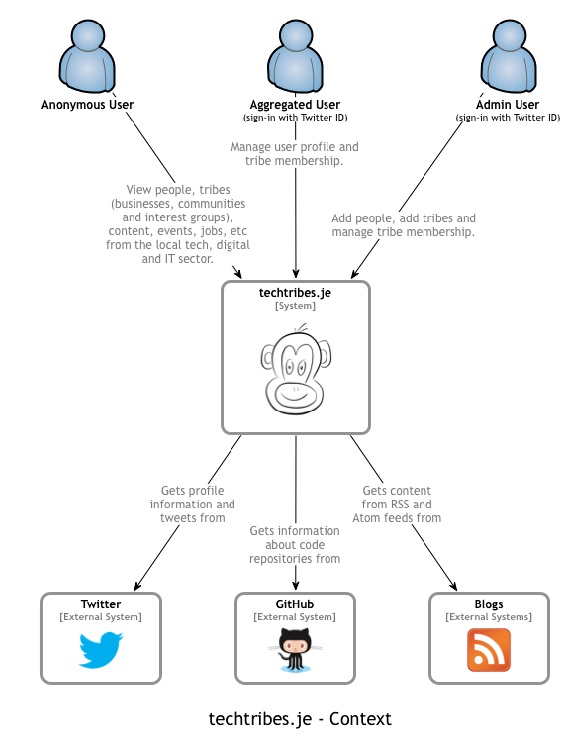 Anonymous User
Aggregated User
(sign-in with Twitter ID)
Admin User
(sign-in with Twitter ID)
Manage user profile and
tribe membership.
View people, tribes
(businesses, communities
and interest groups),
content, events, jobs, etc
from the local tech, digital
and IT sector.
Add people, add tribes and
manage tribe membership.
techtribes.je
[System]
Gets profile
information and
tweets from
Gets information
about code
repositories from
Gets content
from RSS and
Atom feeds from
Twitter
[External System]
GitHub
[External System]
Blogs
[External Systems]
techtribes.je - Context